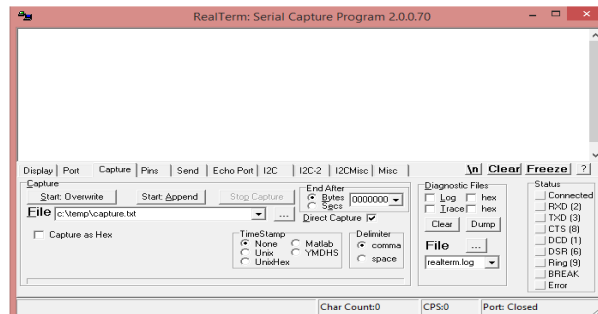 RealTerm: Serial Capture Program 2.0.0.70
Display Port Capture Pins Send Echo Port I2C I2C-2 I2CMisc Misc \n Clear Freeze ?
Capture
Start: Overwrite Start: Append Stop Capture
End After
Bytes
Secs
0000000
File c:\temp\capture.txt ... Direct Capture
Capture as Hex
TimeStamp
None Matlab
Unix YMDHS
UnixHex
Delimiter
comma
space
Diagnostic Files
Log hex
Trace hex
Clear Dump
File ...
realterm.log
Status
Connected
RXD (2)
TXD (3)
CTS (8)
DCD (1)
DSR (6)
Ring (9)
BREAK
Error
Char Count:0 CPS:0 Port: Closed